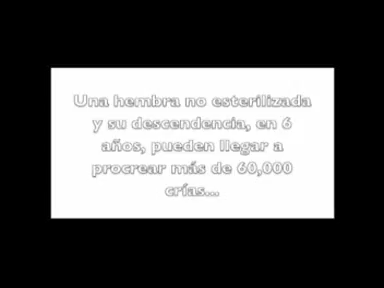 Una hembra no esterilizada
y su descendencia, en 6
años, pueden llegar a
procrear más de 60,000
crías...